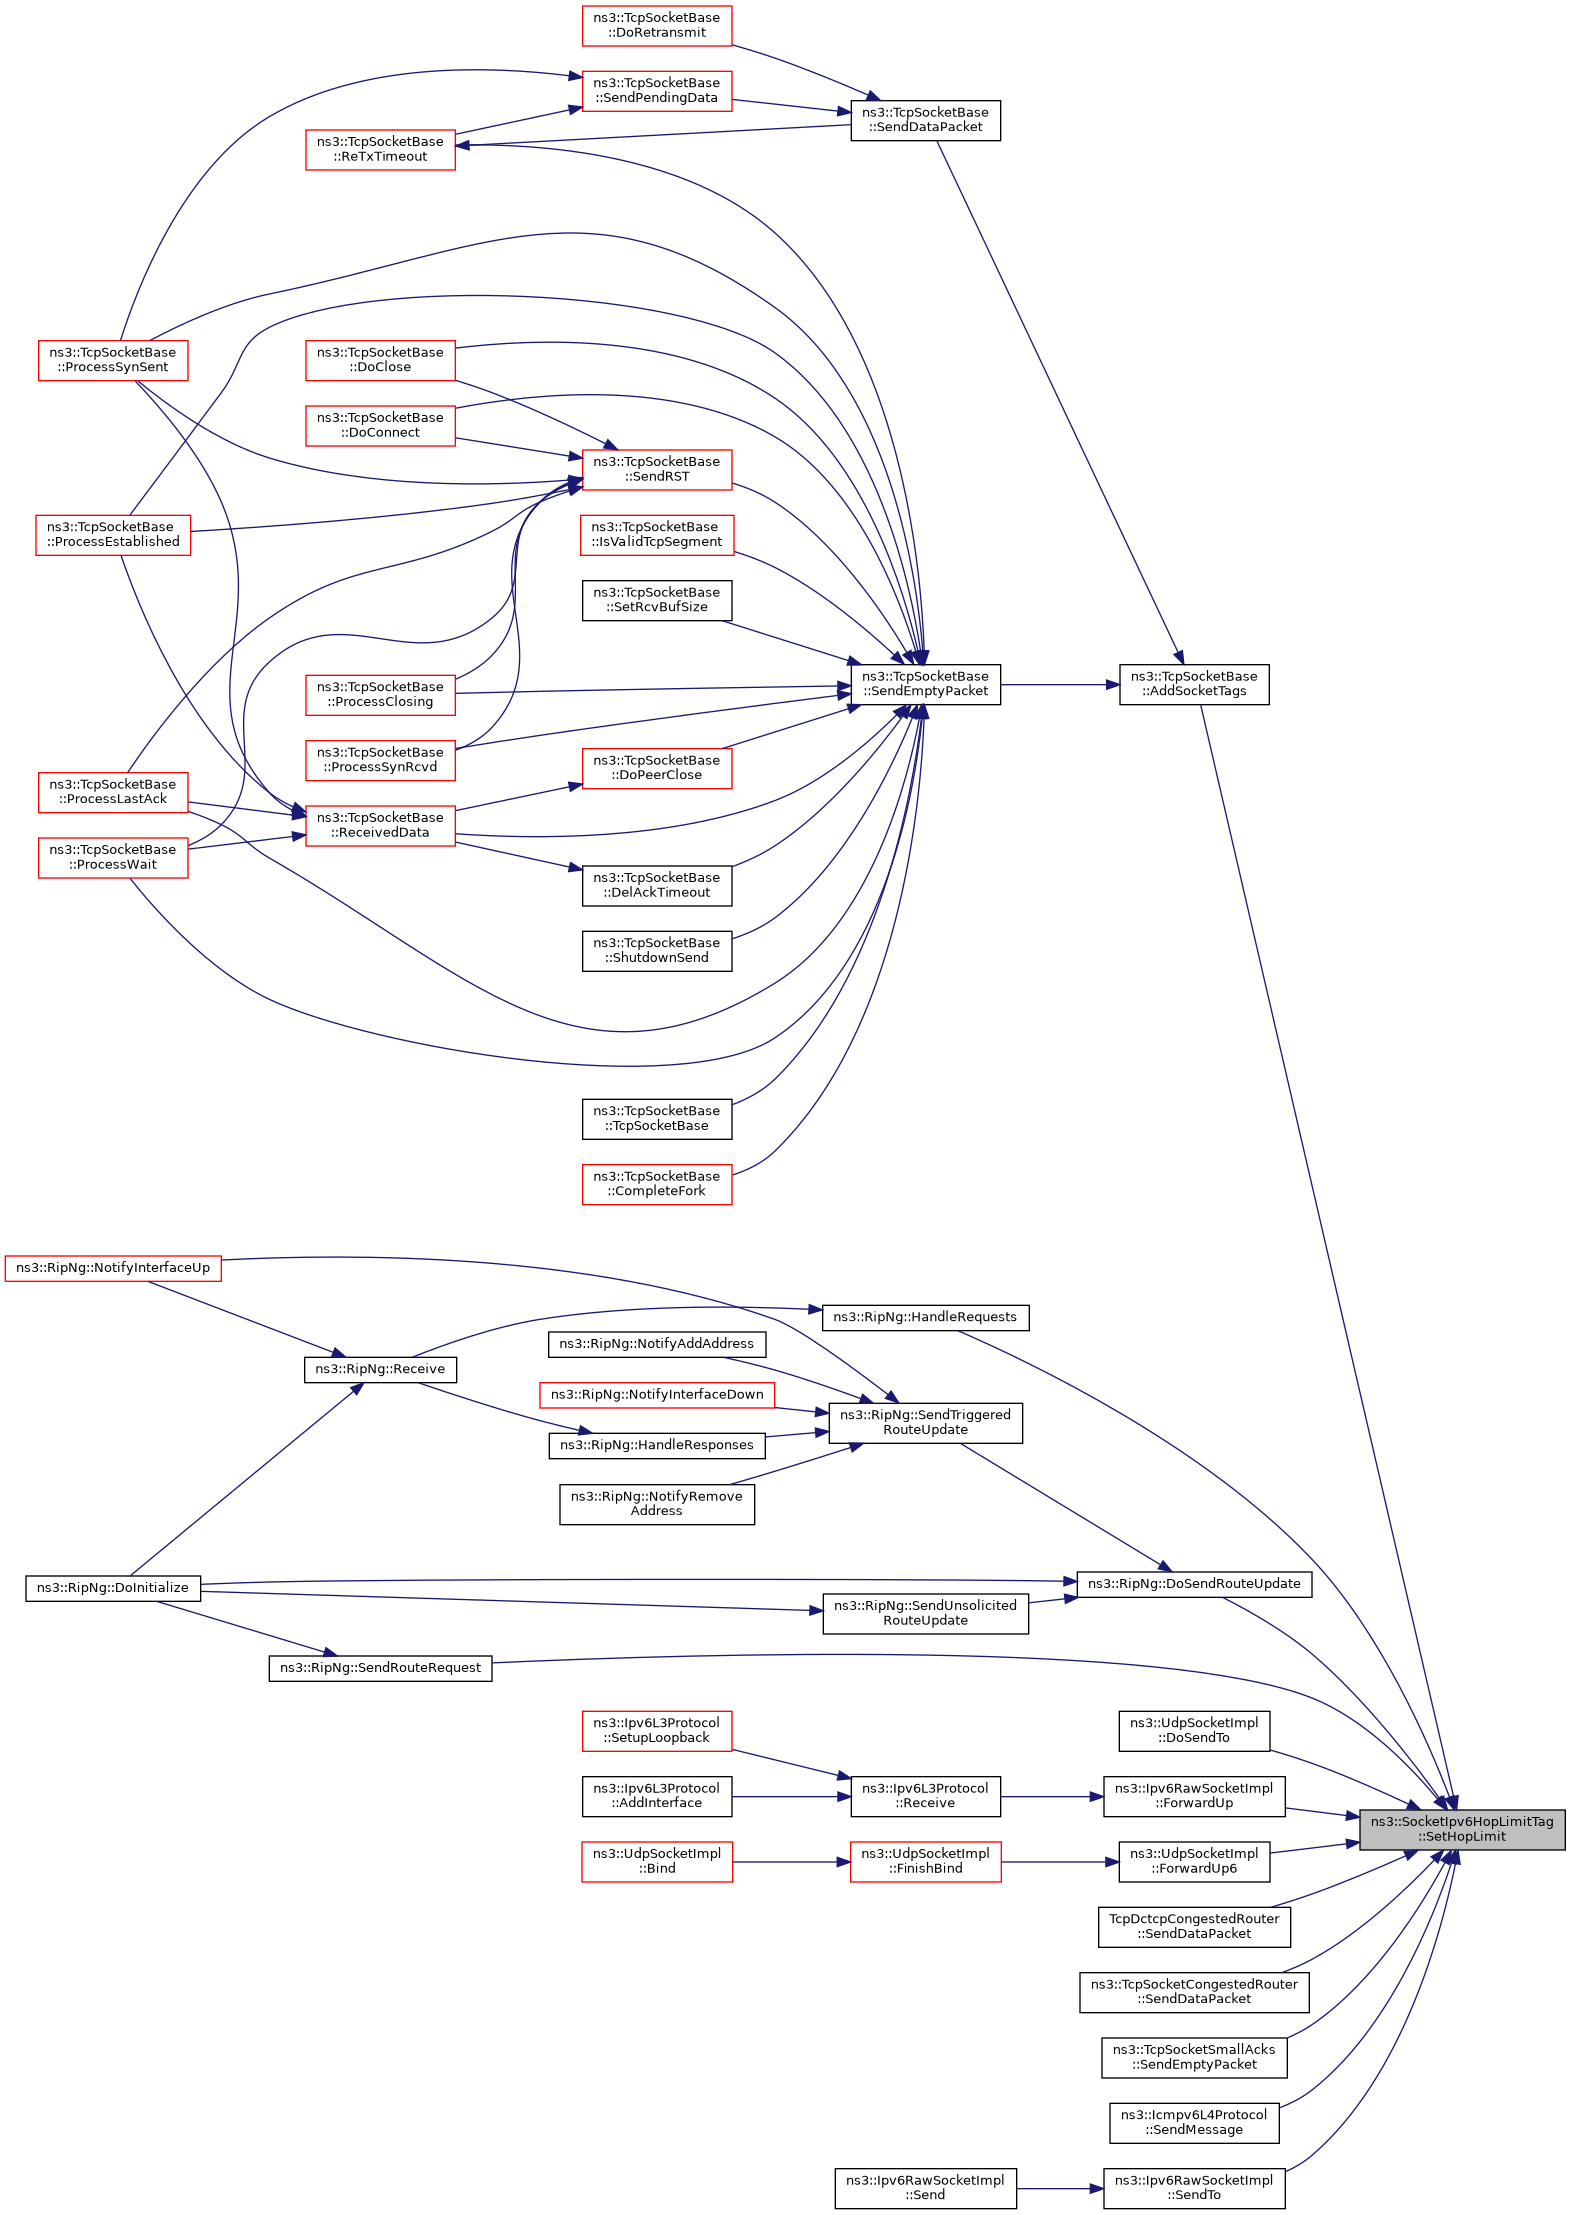 ns3::TcpSocketBase
::DoRetransmit
ns3::TcpSocketBase
::SendPendingData
ns3::TcpSocketBase
::SendDataPacket
ns3::TcpSocketBase
::ReTxTimeout
ns3::TcpSocketBase
::ProcessSynSent
ns3::TcpSocketBase
::DoClose
ns3::TcpSocketBase
::DoConnect
ns3::TcpSocketBase
::SendRST
ns3::TcpSocketBase
::ProcessEstablished
ns3::TcpSocketBase
::IsValidTcpSegment
ns3::TcpSocketBase
::SetRcvBufSize
ns3::TcpSocketBase
::SendEmptyPacket
ns3::TcpSocketBase
::AddSocketTags
ns3::TcpSocketBase
::ProcessClosing
ns3::TcpSocketBase
::ProcessSynRcvd
ns3::TcpSocketBase
::DoPeerClose
ns3::TcpSocketBase
::ProcessLastAck
ns3::TcpSocketBase
::ReceivedData
ns3::TcpSocketBase
::ProcessWait
ns3::TcpSocketBase
::DelAckTimeout
ns3::TcpSocketBase
::ShutdownSend
ns3::TcpSocketBase
::TcpSocketBase
ns3::TcpSocketBase
::CompleteFork
ns3::RipNg::NotifyInterfaceUp
ns3::RipNg::HandleRequests
ns3::RipNg::NotifyAddAddress
ns3::RipNg::Receive
ns3::RipNg::NotifyInterfaceDown
ns3::RipNg::SendTriggered
RouteUpdate
ns3::RipNg::HandleResponses
ns3::RipNg::NotifyRemove
Address
ns3::RipNg::DoInitialize
ns3::RipNg::DoSendRouteUpdate
ns3::RipNg::SendUnsolicited
RouteUpdate
ns3::RipNg::SendRouteRequest
ns3::Ipv6L3Protocol
::SetupLoopback
ns3::UdpSocketImpl
::DoSendTo
ns3::Ipv6L3Protocol
::AddInterface
ns3::Ipv6L3Protocol
::Receive
ns3::Ipv6RawSocketImpl
::ForwardUp
ns3::SocketIpv6HopLimitTag
::SetHopLimit
ns3::UdpSocketImpl
::Bind
ns3::UdpSocketImpl
::FinishBind
ns3::UdpSocketImpl
::ForwardUp6
TcpDctcpCongestedRouter
::SendDataPacket
ns3::TcpSocketCongestedRouter
::SendDataPacket
ns3::TcpSocketSmallAcks
::SendEmptyPacket
ns3::Icmpv6L4Protocol
::SendMessage
ns3::Ipv6RawSocketImpl
::Send
ns3::Ipv6RawSocketImpl
::SendTo